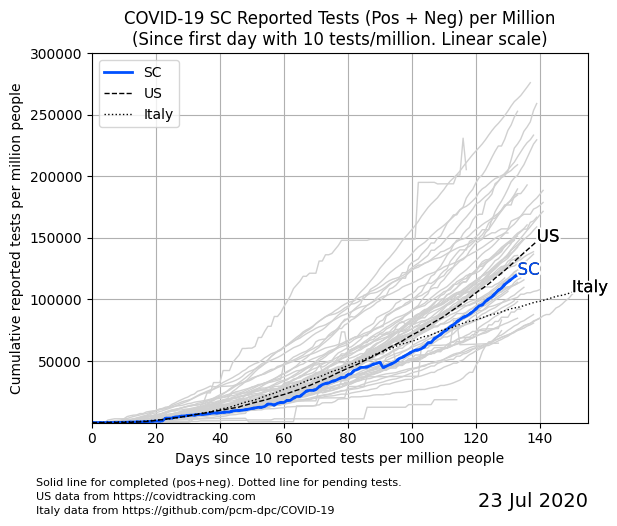 COVID-19 SC Reported Tests (Pos + Neg) per Million
(Since first day with 10 tests/million. Linear scale)
300000
250000
200000
150000
100000
50000
Cumulative reported tests per million people
SC
US
Italy
US
SC
Italy
0
20
40
60
80
100
120
140
Days since 10 reported tests per million people
Solid line for completed (pos+neg). Dotted line for pending tests.
US data from https://covidtracking.com
Italy data from https://github.com/pcm-dpc/COVID-19
23 Jul 2020